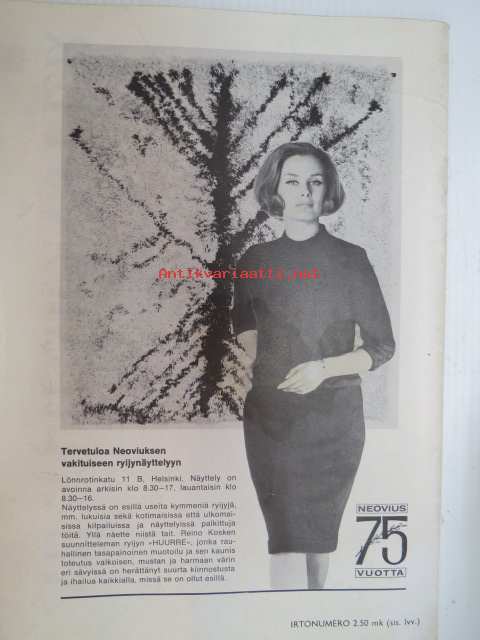 Antikvariaatti.net
Tervetuloa Neoviuksen
vakituiseen ryijynäyttelyyn
Lönnrotinkatu 11 B, Helsinki. Näyttely on
avoinna arkisin klo 8.30–17, lauantaisin klo
8.30–16.
Näyttelyssä on esillä useita kymmeniä ryijyjä,
mm. lukuisia sekä kotimaisissa että ulkomai-
sissa kilpailuissa ja näyttelyissä palkittuja
töitä. Yllä näette niistä tait. Reino Kosken
suunnitteleman ryijyn »HUURRE», jonka rau-
hallinen tasapainoinen muotoilu ja sen kaunis
toteutus valkoisen, mustan ja harmaan värin
eri sävyissä on herättänyt suurta kiinnostusta
ja ihailua kaikkialla, missä se on ollut esillä.
NEOVIUS
75
VUOTTA
IRTONUMERO 2.50 mk (sis. lvv.)